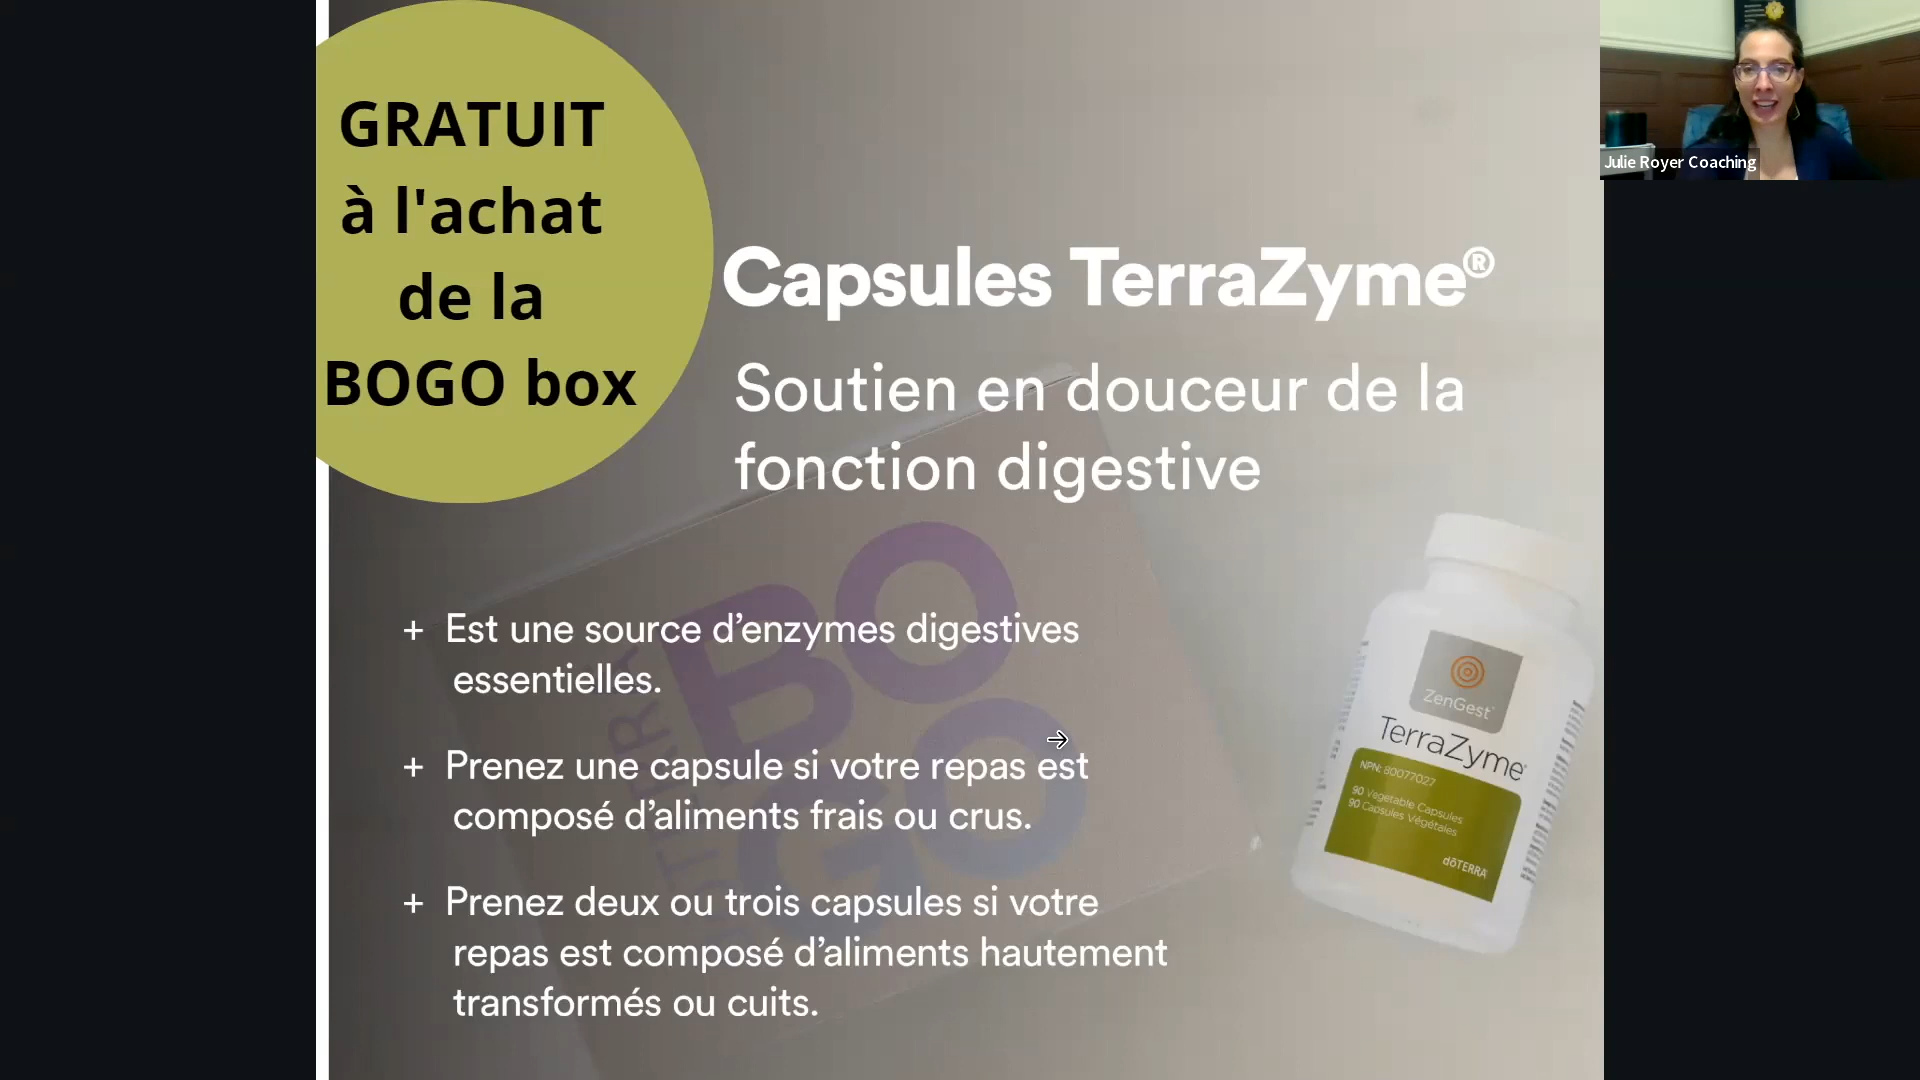 GRATUIT
à l'achat
de la
BOGO box
Julie Royer Coaching
Capsules TerraZyme®
Soutien en douceur de la
fonction digestive
+ Est une source d’enzymes digestives
essentielles.
+ Prenez une capsule si votre repas est
composé d’aliments frais ou crus.
+ Prenez deux ou trois capsules si votre
repas est composé d’aliments hautement
transformés ou cuits.
BO
GO
ZenGest
TerraZyme
NPN: 80077027
90 Vegetable Capsules
90 Capsules Végétales
dōTERRA